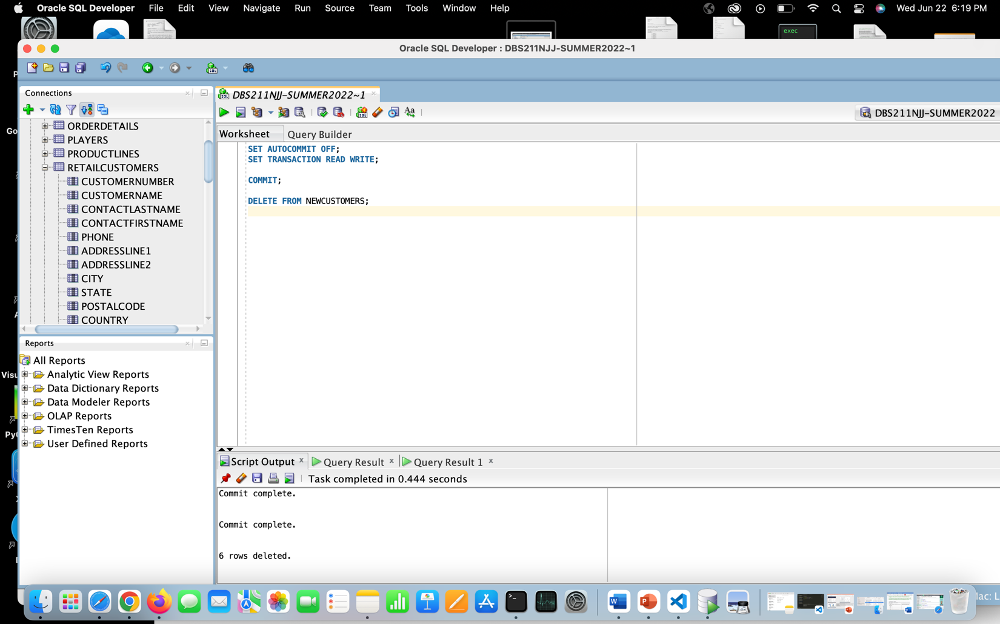 Oracle SQL Developer File Edit View Navigate Run Source Team Tools Window Help Wed Jun 22 6:19 PM
exec
Oracle SQL Developer : DBS211NJJ-SUMMER2022~1
Connections
ORDERDETAILS
PLAYERS
PRODUCTLINES
RETAILCUSTOMERS
CUSTOMERNUMBER
CUSTOMERNAME
CONTACTLASTNAME
CONTACTFIRSTNAME
PHONE
ADDRESSLINE1
ADDRESSLINE2
CITY
STATE
POSTALCODE
COUNTRY
Reports
All Reports
Analytic View Reports
Data Dictionary Reports
Data Modeler Reports
OLAP Reports
TimesTen Reports
User Defined Reports
DBS211NJJ-SUMMER2022~1
DBS211NJJ-SUMMER2022
Worksheet Query Builder
SET AUTOCOMMIT OFF;
SET TRANSACTION READ WRITE;
COMMIT;
DELETE FROM NEWCUSTOMERS;
Script Output Query Result Query Result 1
Task completed in 0.444 seconds
Commit complete.
Commit complete.
6 rows deleted.